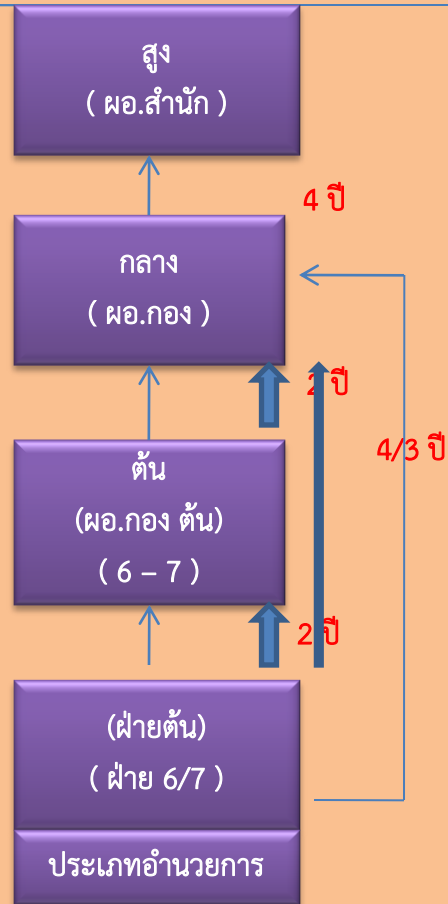 สูง
( ผอ.สำนัก )
4 ปี
กลาง
( ผอ.กอง )
2 ปี
4/3 ปี
ต้น
(ผอ.กอง ต้น)
( 6 – 7 )
2 ปี
(ฝ่ายต้น)
( ฝ่าย 6/7 )
ประเภทอำนวยการ